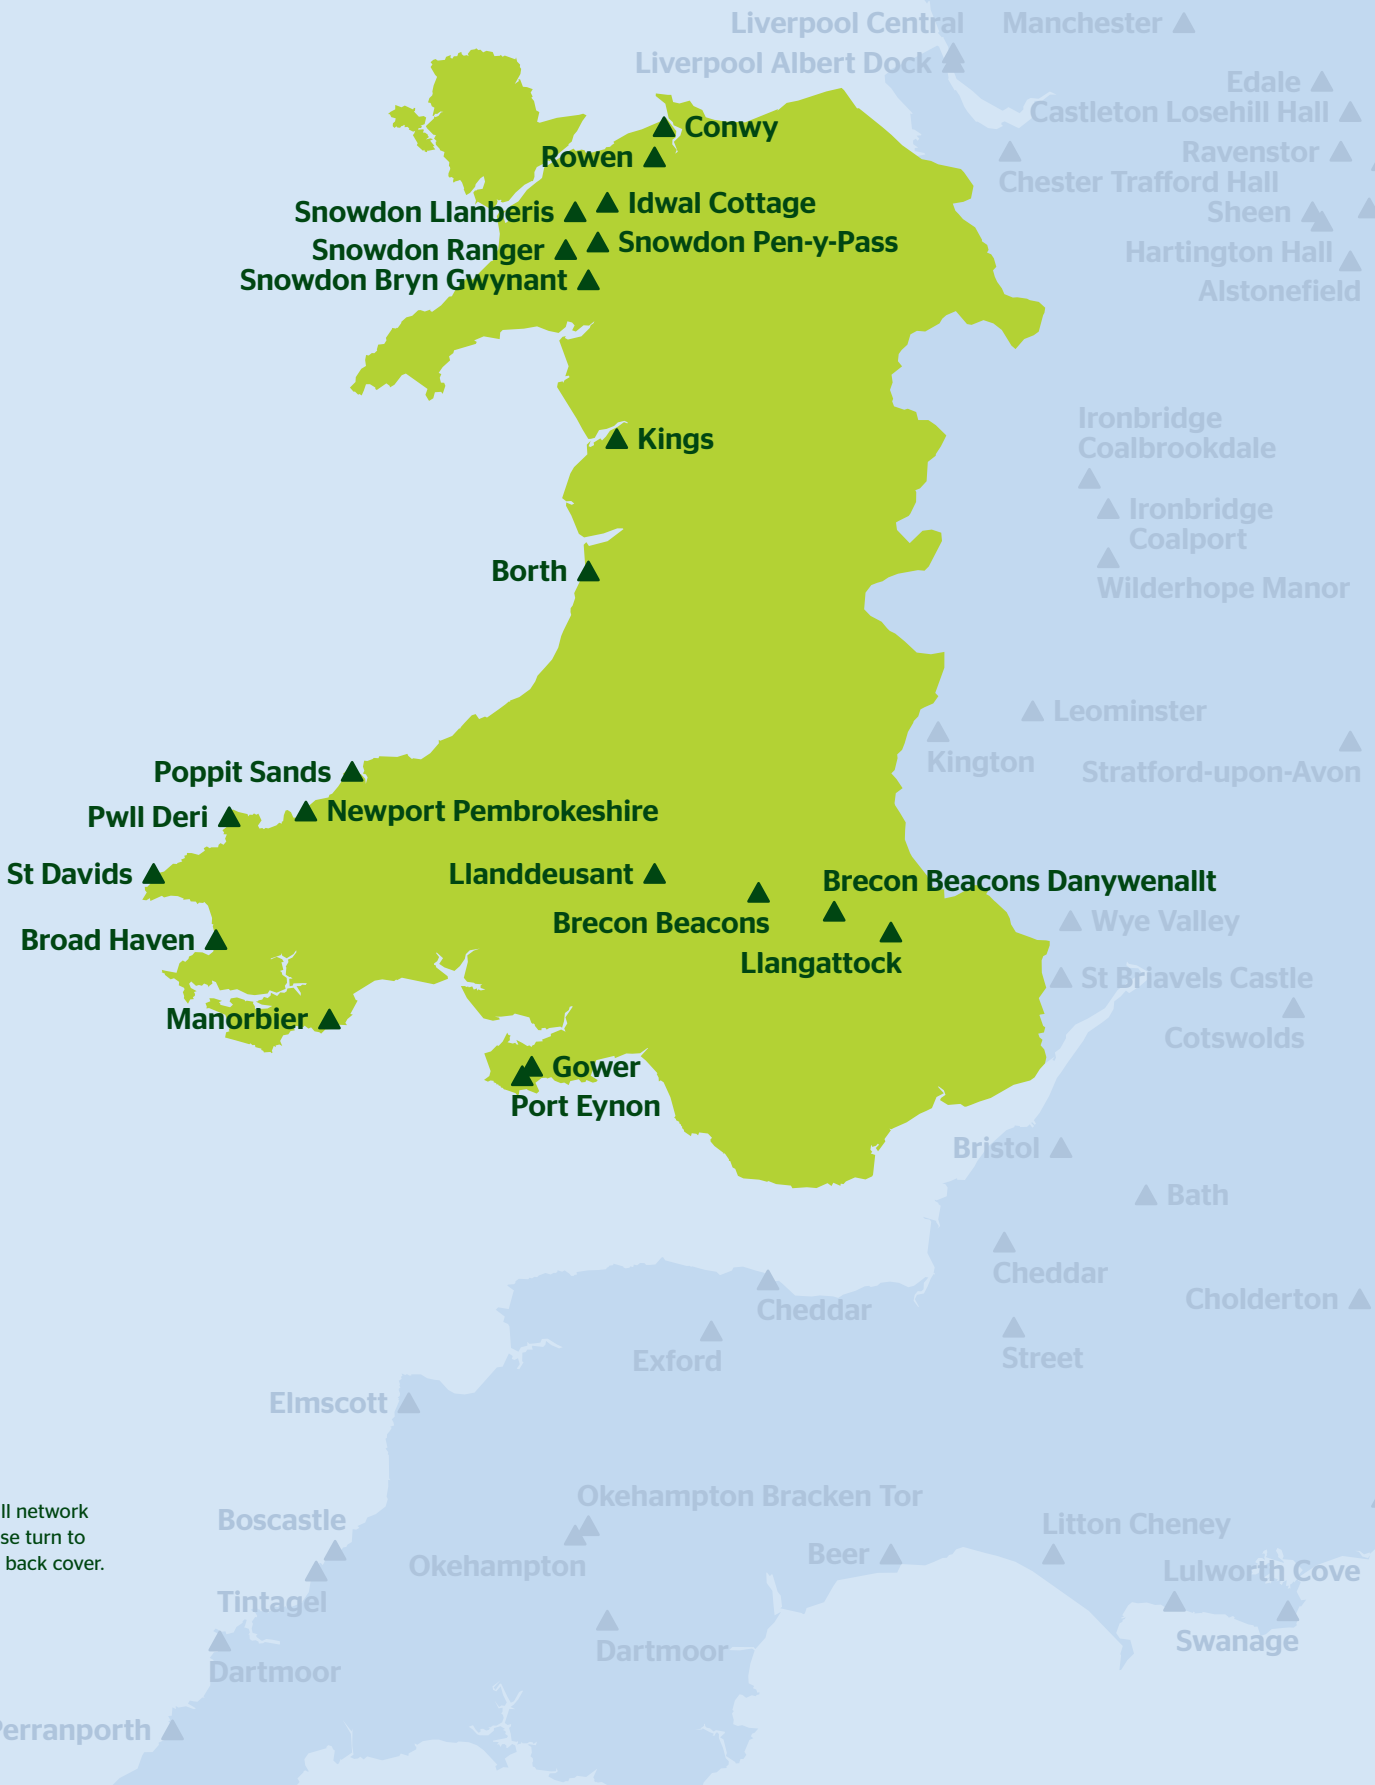 Liverpool Central
Manchester
Liverpool Albert Dock
Edale
Castleton Losehill Hall
Conwy
Rowen
Ravenstor
Chester Trafford Hall
Snowdon Llanberis
Idwal Cottage
Sheen
Snowdon Ranger
Snowdon Pen-y-Pass
Hartington Hall
Snowdon Bryn Gwynant
Alstonefield
Ironbridge
Coalbrookdale
Kings
Ironbridge
Coalport
Borth
Wilderhope Manor
Leominster
Kington
Stratford-upon-Avon
Poppit Sands
Pwll Deri
Newport Pembrokeshire
St Davids
Llanddeusant
Brecon Beacons Danywenallt
Brecon Beacons
Wye Valley
Broad Haven
Llangattock
St Briavels Castle
Manorbier
Cotswolds
Gower
Port Eynon
Bristol
Bath
Cheddar
Cheddar
Cholderton
Exford
Street
Elmscott
Okehampton Bracken Tor
ll network
se turn to
back cover.
Boscastle
Litton Cheney
Okehampton
Beer
Lulworth Cove
Tintagel
Swanage
Dartmoor
Dartmoor
erranporth